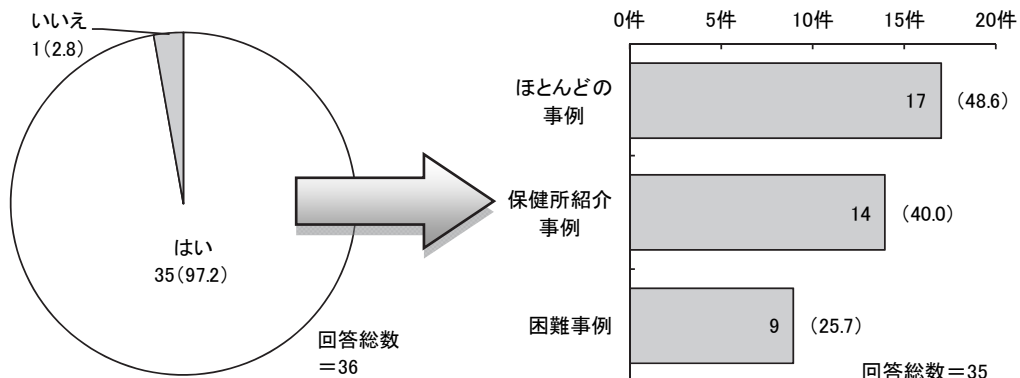 いいえ
1(2.8)
はい
35(97.2)
回答総数
=36
0件 5件 10件 15件 20件
ほとんどの
事例
17 (48.6)
保健所紹介
事例
14 (40.0)
困難事例
9 (25.7)
回答総数=35